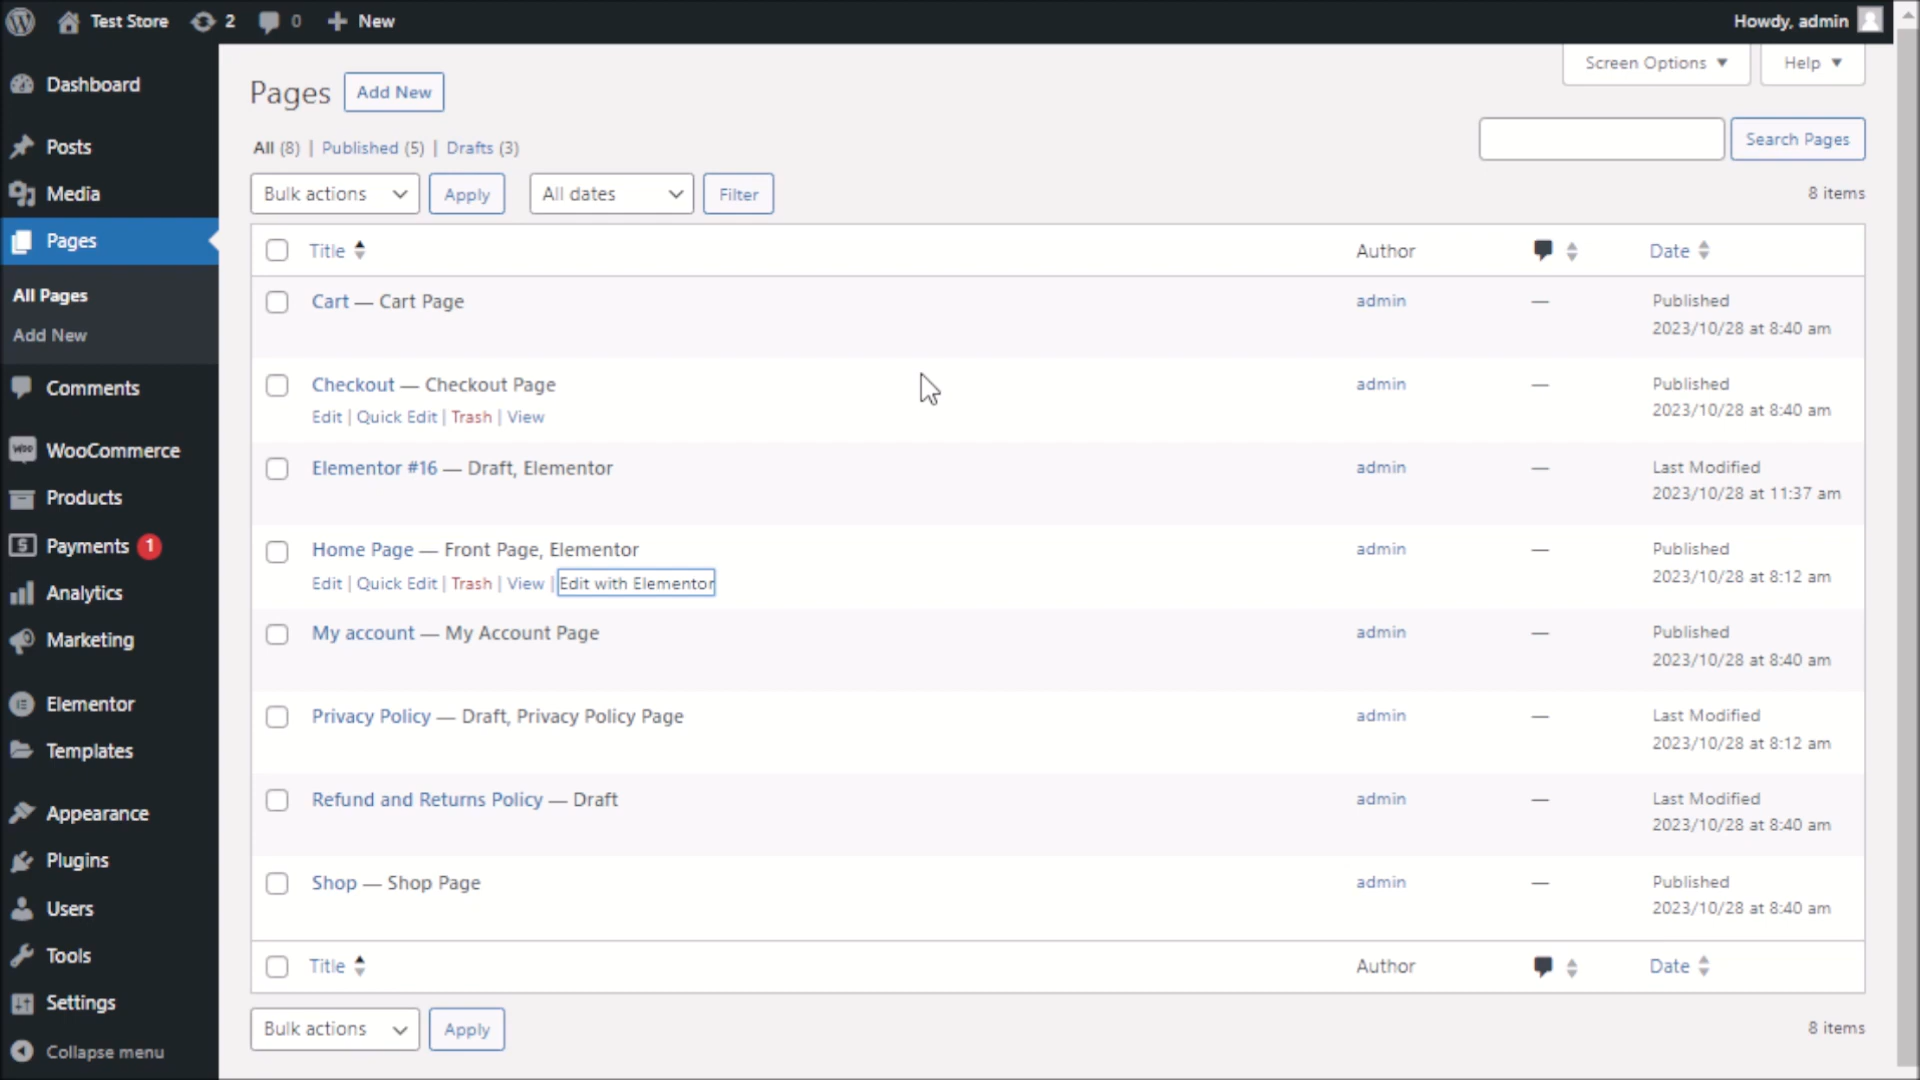 Test Store 2 0 New Howdy, admin
Screen Options Help
Dashboard
Posts
Media
Pages
All Pages
Add New
Comments
WooCommerce
Products
Payments 1
Analytics
Marketing
Elementor
Templates
Appearance
Plugins
Users
Tools
Settings
Collapse menu
Pages Add New
All (8) | Published (5) | Drafts (3)
Search Pages
Bulk actions Apply All dates Filter 8 items
Title Author Date
Cart — Cart Page admin — Published
2023/10/28 at 8:40 am
Checkout — Checkout Page admin — Published
Edit | Quick Edit | Trash | View 2023/10/28 at 8:40 am
Elementor #16 — Draft, Elementor admin — Last Modified
2023/10/28 at 11:37 am
Home Page — Front Page, Elementor admin — Published
Edit | Quick Edit | Trash | View | Edit with Elementor 2023/10/28 at 8:12 am
My account — My Account Page admin — Published
2023/10/28 at 8:40 am
Privacy Policy — Draft, Privacy Policy Page admin — Last Modified
2023/10/28 at 8:12 am
Refund and Returns Policy — Draft admin — Last Modified
2023/10/28 at 8:40 am
Shop — Shop Page admin — Published
2023/10/28 at 8:40 am
Title Author Date
Bulk actions Apply 8 items